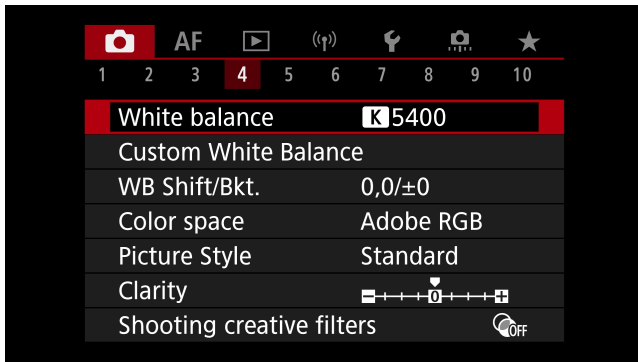 AF
1 2 3 4 5 6 7 8 9 10
White balance K 5400
Custom White Balance
WB Shift/Bkt. 0,0/±0
Color space Adobe RGB
Picture Style Standard
Clarity 0
Shooting creative filters OFF